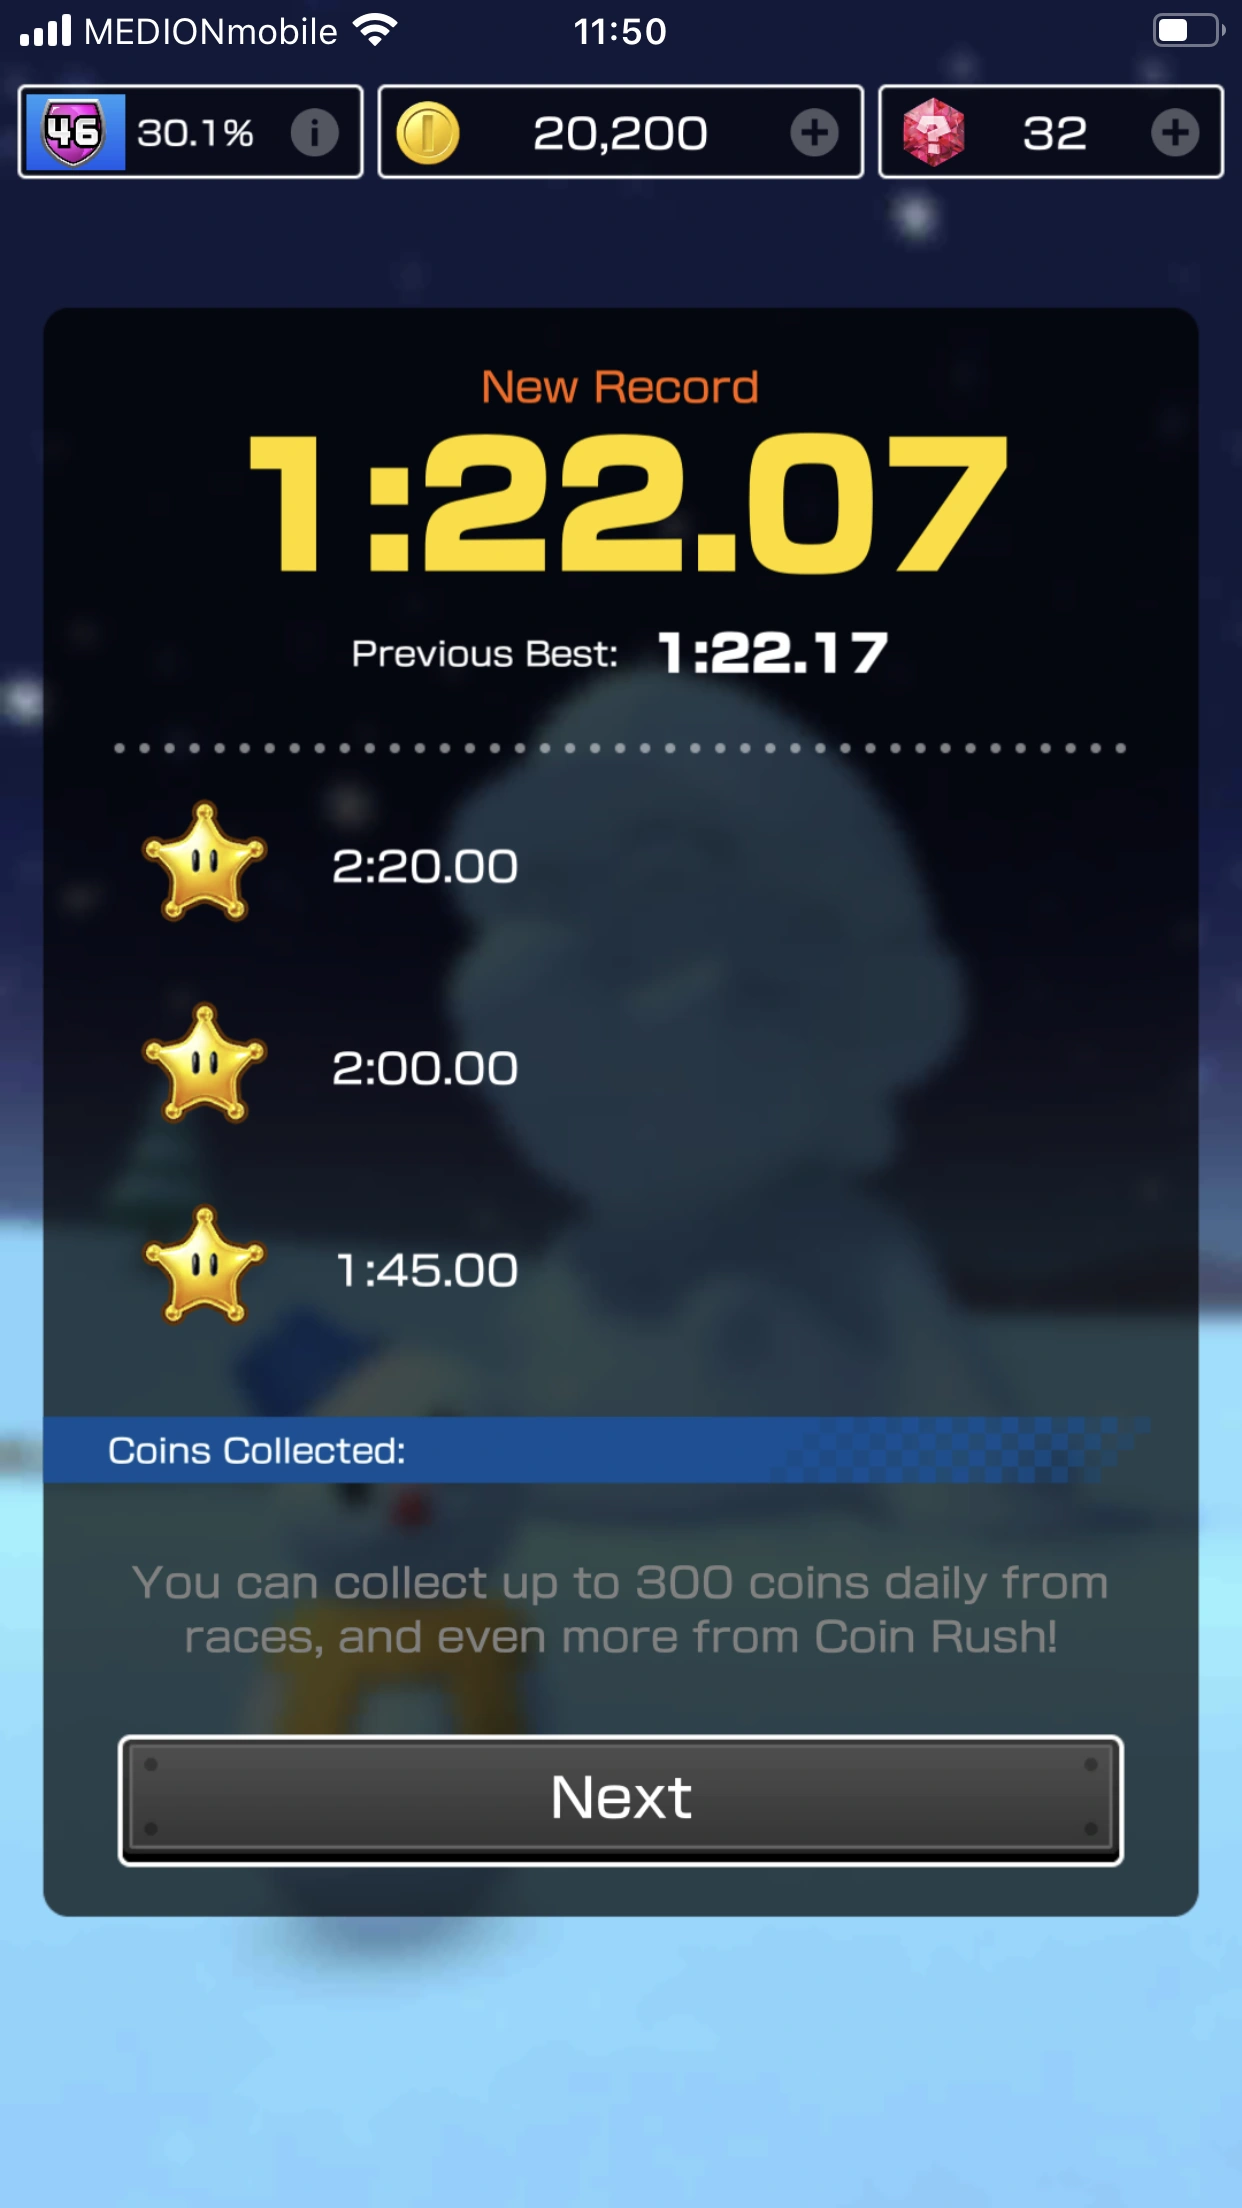 MEDIONmobile 11:50
46 30.1% i 20,200 + ? 32 +
New Record
1:22.07
Previous Best: 1:22.17
2:20.00
2:00.00
1:45.00
Coins Collected:
You can collect up to 300 coins daily from
races, and even more from Coin Rush!
Next